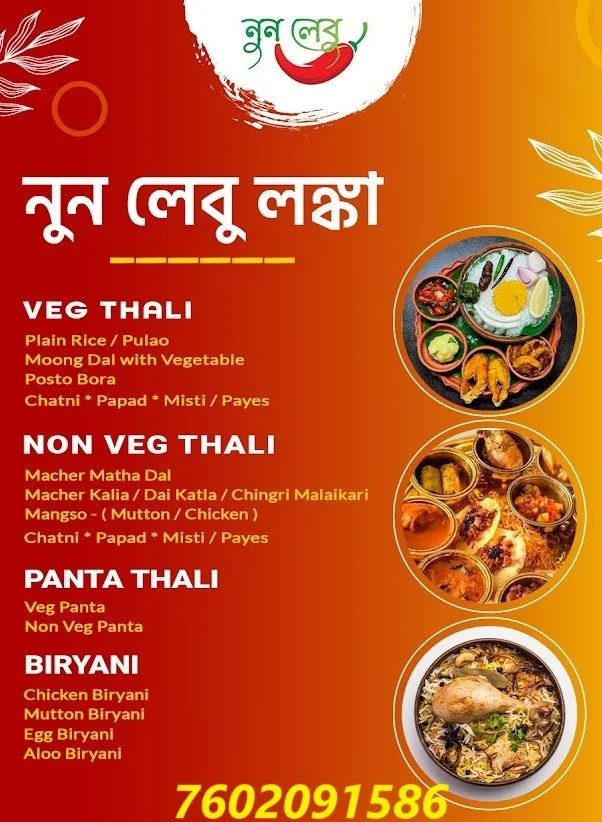 নুন লেবু
নুন লেবু লঙ্কা
VEG THALI
Plain Rice / Pulao
Moong Dal with Vegetable
Posto Bora
Chatni * Papad * Misti / Payes
NON VEG THALI
Macher Matha Dal
Macher Kalia / Dai Katla / Chingri Malaikari
Mangso - ( Mutton / Chicken )
Chatni * Papad * Misti / Payes
PANTA THALI
Veg Panta
Non Veg Panta
BIRYANI
Chicken Biryani
Mutton Biryani
Egg Biryani
Aloo Biryani
7602091586